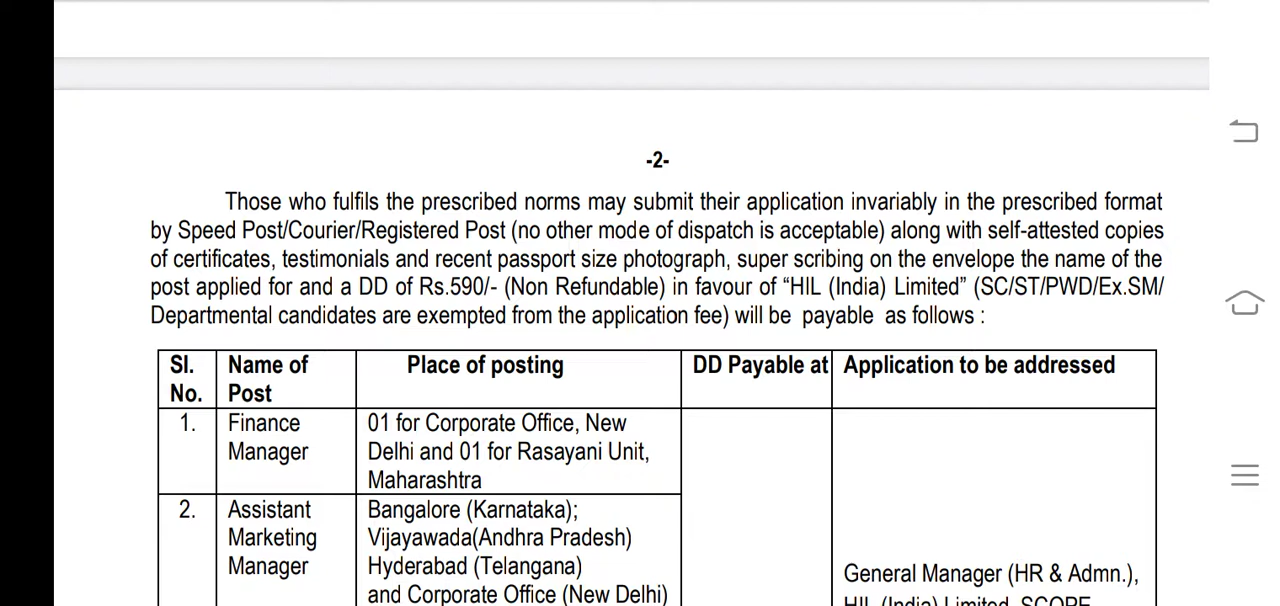 -2-
Those who fulfils the prescribed norms may submit their application invariably in the prescribed format
by Speed Post/Courier/Registered Post (no other mode of dispatch is acceptable) along with self-attested copies
of certificates, testimonials and recent passport size photograph, super scribing on the envelope the name of the
post applied for and a DD of Rs.590/- (Non Refundable) in favour of “HIL (India) Limited” (SC/ST/PWD/Ex.SM/
Departmental candidates are exempted from the application fee) will be payable as follows :
Sl. No.
Name of Post
Place of posting
DD Payable at
Application to be addressed
1.
Finance
Manager
01 for Corporate Office, New
Delhi and 01 for Rasayani Unit,
Maharashtra
2.
Assistant
Marketing
Manager
Bangalore (Karnataka);
Vijayawada(Andhra Pradesh)
Hyderabad (Telangana)
and Corporate Office (New Delhi)
General Manager (HR & Admn.),
HIL (India) Limited, SCOPE